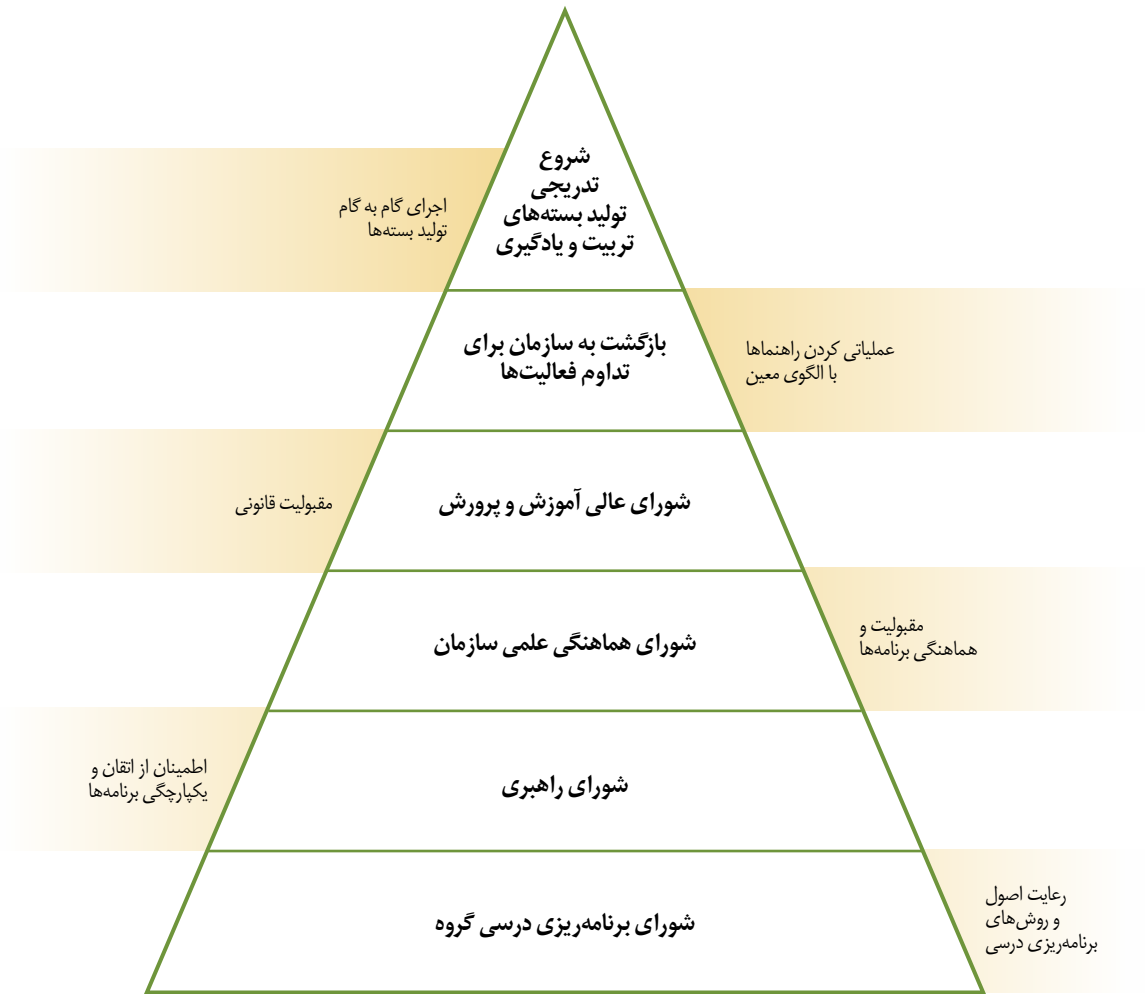 شروع
تدریجی
تولید بسته‌های
تربیت و یادگیری
اجرای گام به گام
تولید بسته‌ها
بازگشت به سازمان برای
تداوم فعالیت‌ها
عملیاتی کردن راهنماها
با الگوی معین
شورای عالی آموزش و پرورش
مقبولیت قانونی
شورای هماهنگی علمی سازمان
مقبولیت و
هماهنگی برنامه‌ها
شورای راهبری
اطمینان از اتقان و
یکپارچگی برنامه‌ها
شورای برنامه‌ریزی درسی گروه
رعایت اصول
و روش‌های
برنامه‌ریزی درسی